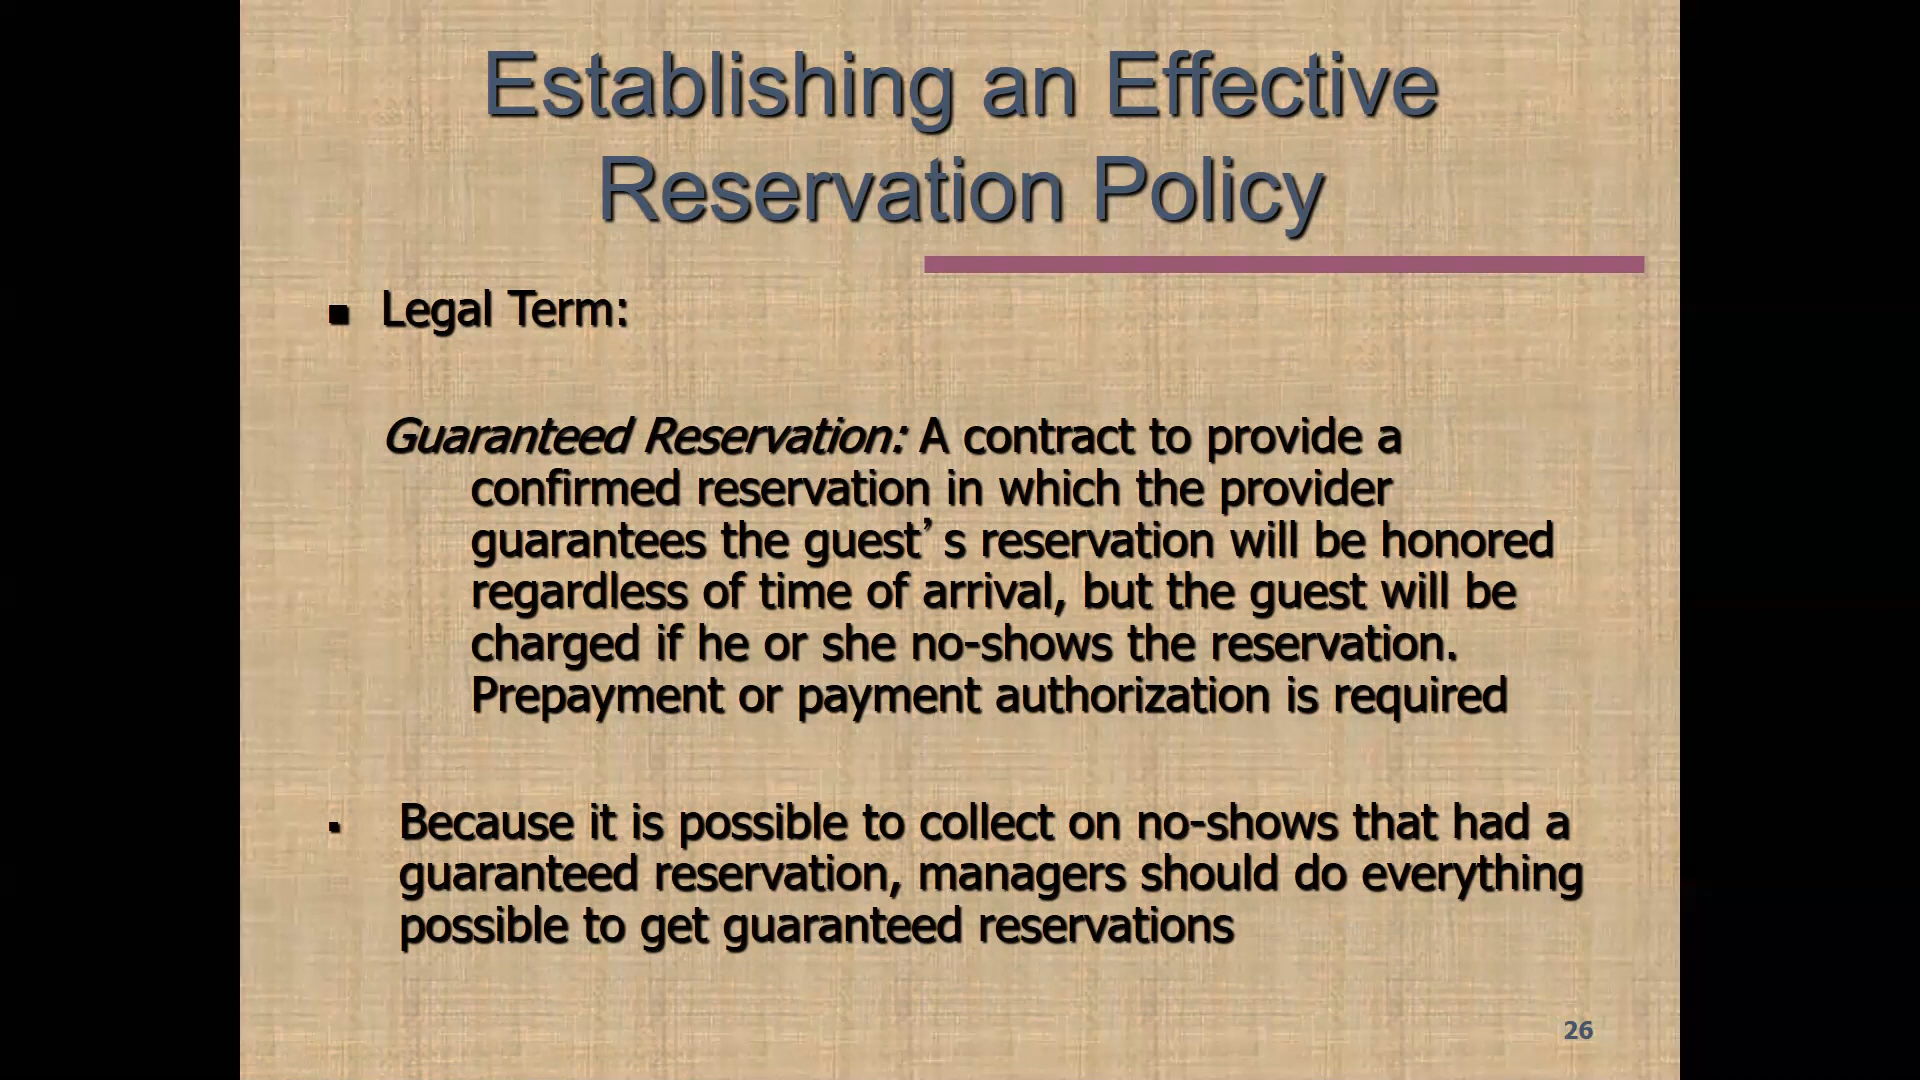 Establishing an Effective
Reservation Policy
Legal Term:
Guaranteed Reservation: A contract to provide a
confirmed reservation in which the provider
guarantees the guest’s reservation will be honored
regardless of time of arrival, but the guest will be
charged if he or she no-shows the reservation.
Prepayment or payment authorization is required
Because it is possible to collect on no-shows that had a
guaranteed reservation, managers should do everything
possible to get guaranteed reservations
26